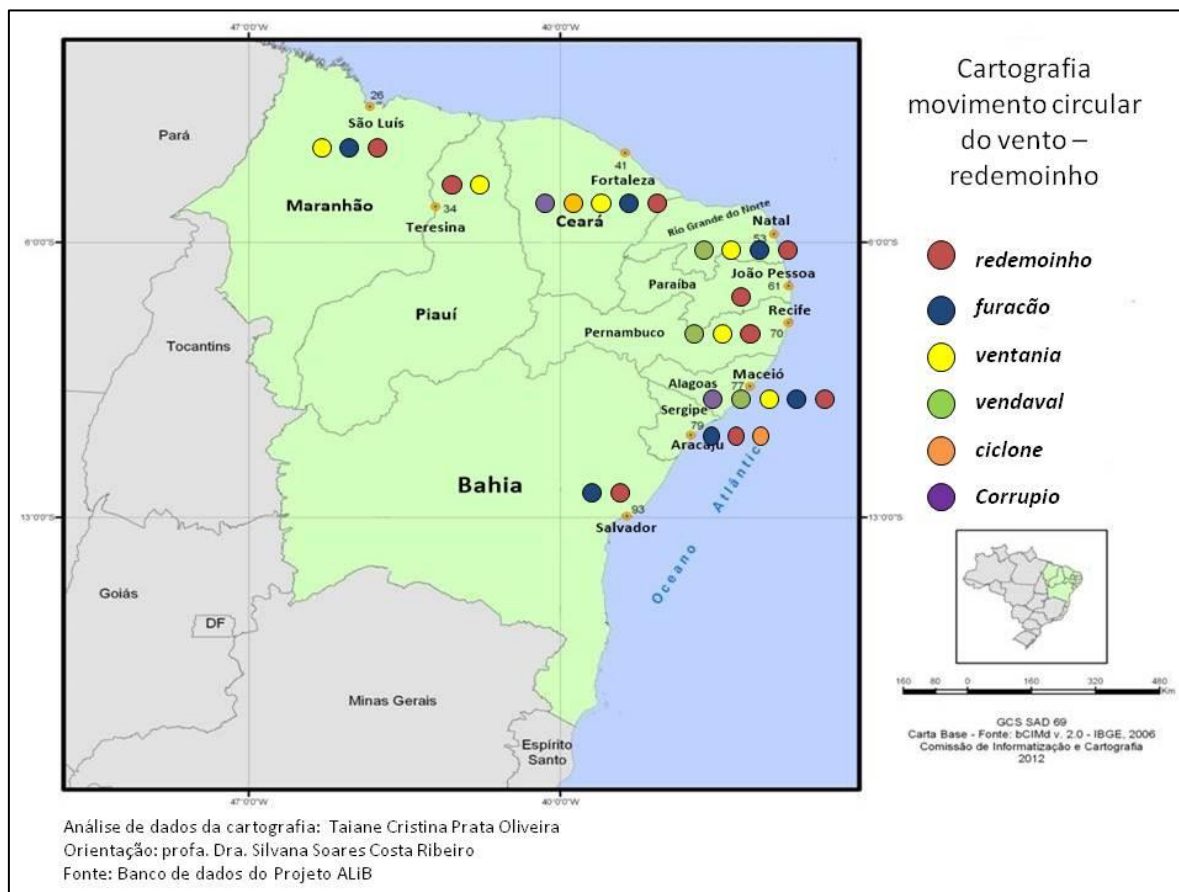 47°0'0"W
40°0'0"W
Cartografia
movimento circular
do vento –
redemoinho
26
São Luís
Pará
41
Fortaleza
Maranhão
34
Teresina
Ceará
Rio Grande do Norte
Natal
53
6°0'0"S
6°0'0"S
João Pessoa
61
Paraíba
Recife
70
Piauí
Pernambuco
Tocantins
Maceió
77
Alagoas
Sergipe
79
Aracaju
Bahia
Oceano Atlântico
93
Salvador
13°0'0"S
13°0'0"S
Goiás
DF
Minas Gerais
Espírito
Santo
47°0'0"W
40°0'0"W
redemoinho
furacão
ventania
vendaval
ciclone
Corrupio
160 80 0 160 320 480
Km
GCS SAD 69
Carta Base - Fonte: bCIMd v. 2.0 - IBGE, 2006
Comissão de Informatização e Cartografia
2012
Análise de dados da cartografia: Taiane Cristina Prata Oliveira
Orientação: profa. Dra. Silvana Soares Costa Ribeiro
Fonte: Banco de dados do Projeto ALiB